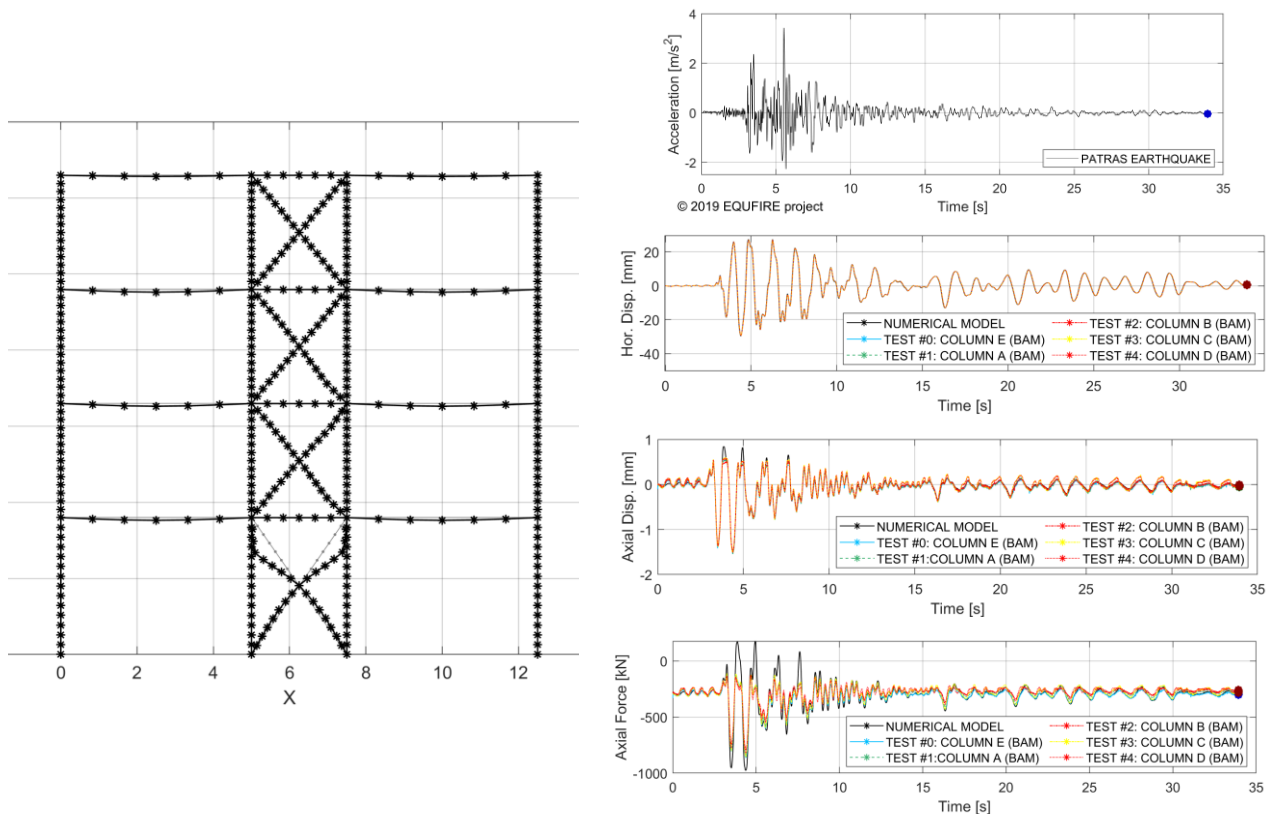 0 2 4 6 8 10 12
X
4
2
0
-2
Acceleration [m/s²]
PATRAS EARTHQUAKE
0 5 10 15 20 25 30 35
© 2019 EQUFIRE project
Time [s]
20
0
-20
-40
Hor. Disp. [mm]
NUMERICAL MODEL
TEST #0: COLUMN E (BAM)
TEST #1: COLUMN A (BAM)
TEST #2: COLUMN B (BAM)
TEST #3: COLUMN C (BAM)
TEST #4: COLUMN D (BAM)
0 5 10 15 20 25 30
Time [s]
1
0
-1
-2
Axial Disp. [mm]
NUMERICAL MODEL
TEST #0: COLUMN E (BAM)
TEST #1:COLUMN A (BAM)
TEST #2: COLUMN B (BAM)
TEST #3: COLUMN C (BAM)
TEST #4: COLUMN D (BAM)
0 5 10 15 20 25 30 35
Time [s]
0
-500
-1000
Axial Force [kN]
NUMERICAL MODEL
TEST #0: COLUMN E (BAM)
TEST #1:COLUMN A (BAM)
TEST #2: COLUMN B (BAM)
TEST #3: COLUMN C (BAM)
TEST #4: COLUMN D (BAM)
0 5 10 15 20 25 30 35
Time [s]